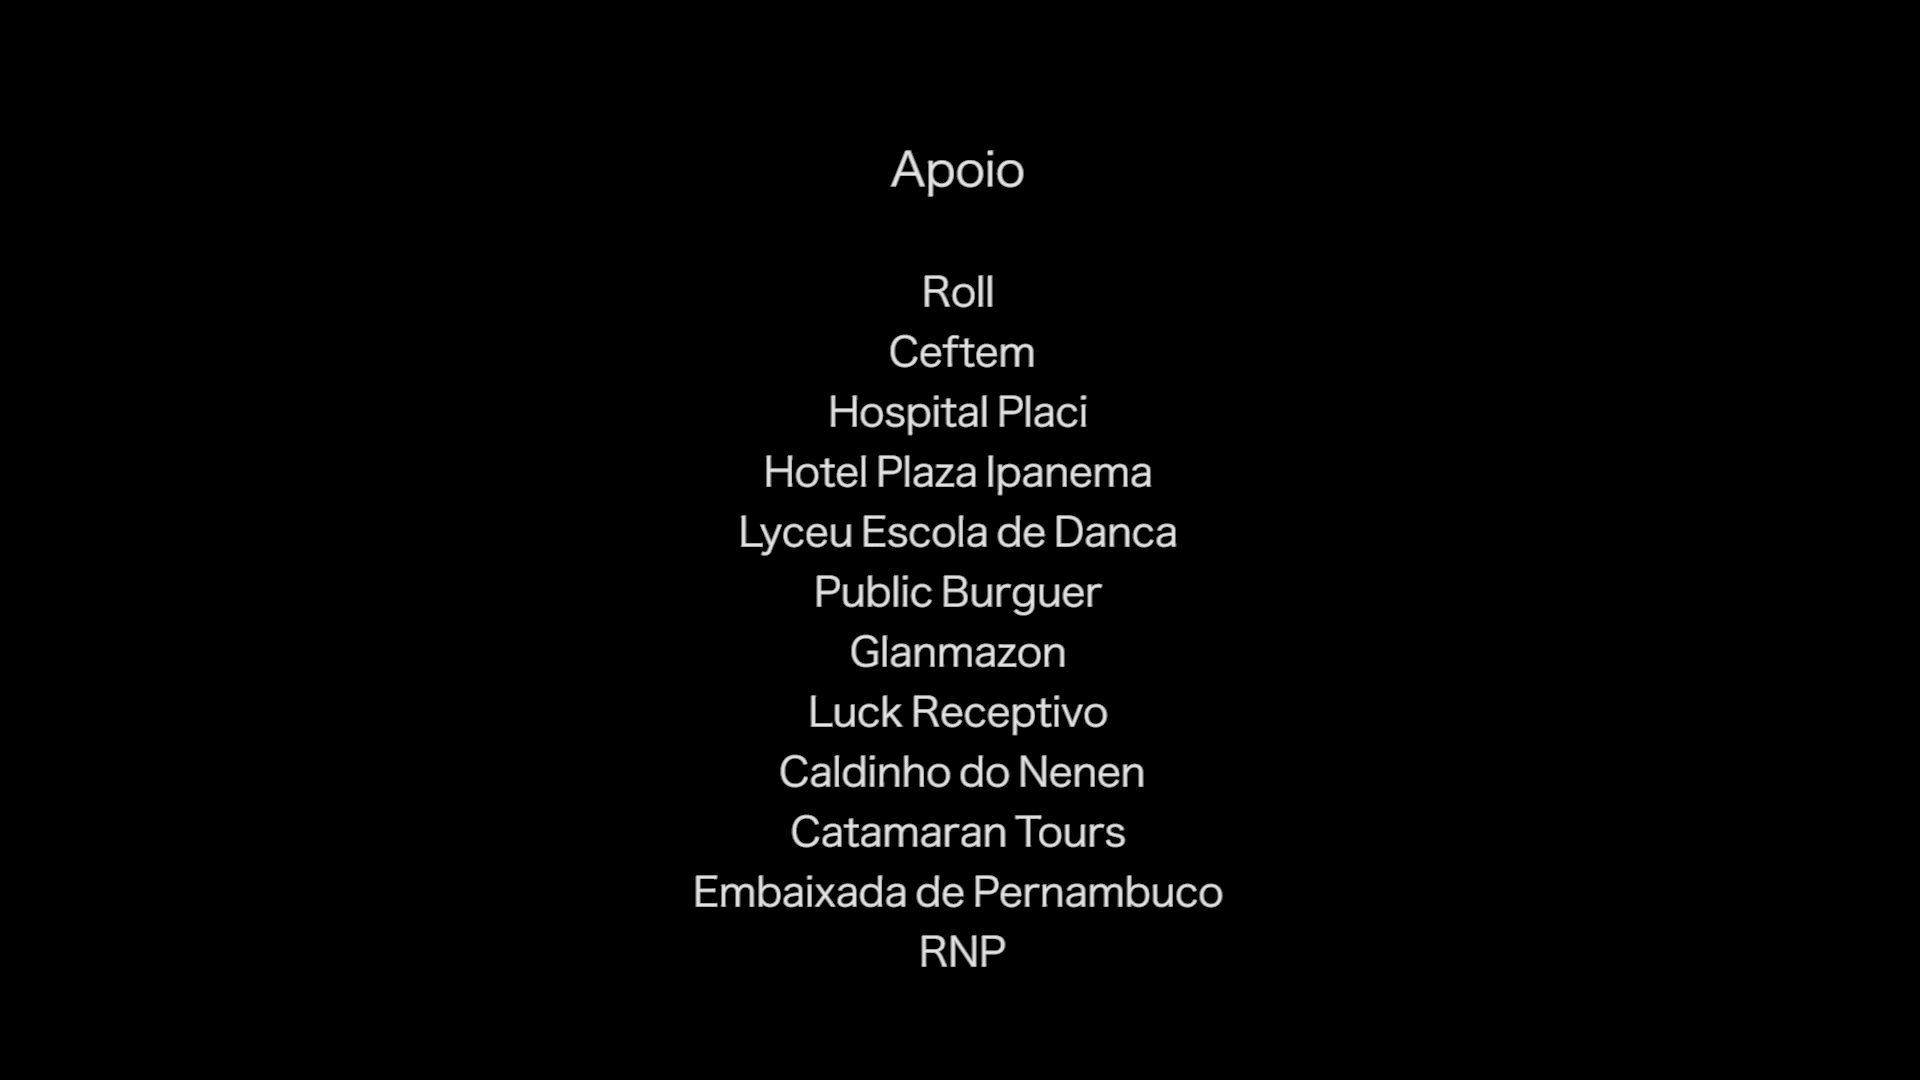 Apoio
Roll
Ceftem
Hospital Placi
Hotel Plaza Ipanema
Lyceu Escola de Danca
Public Burguer
Glanmazon
Luck Receptivo
Caldinho do Nenen
Catamaran Tours
Embaixada de Pernambuco
RNP